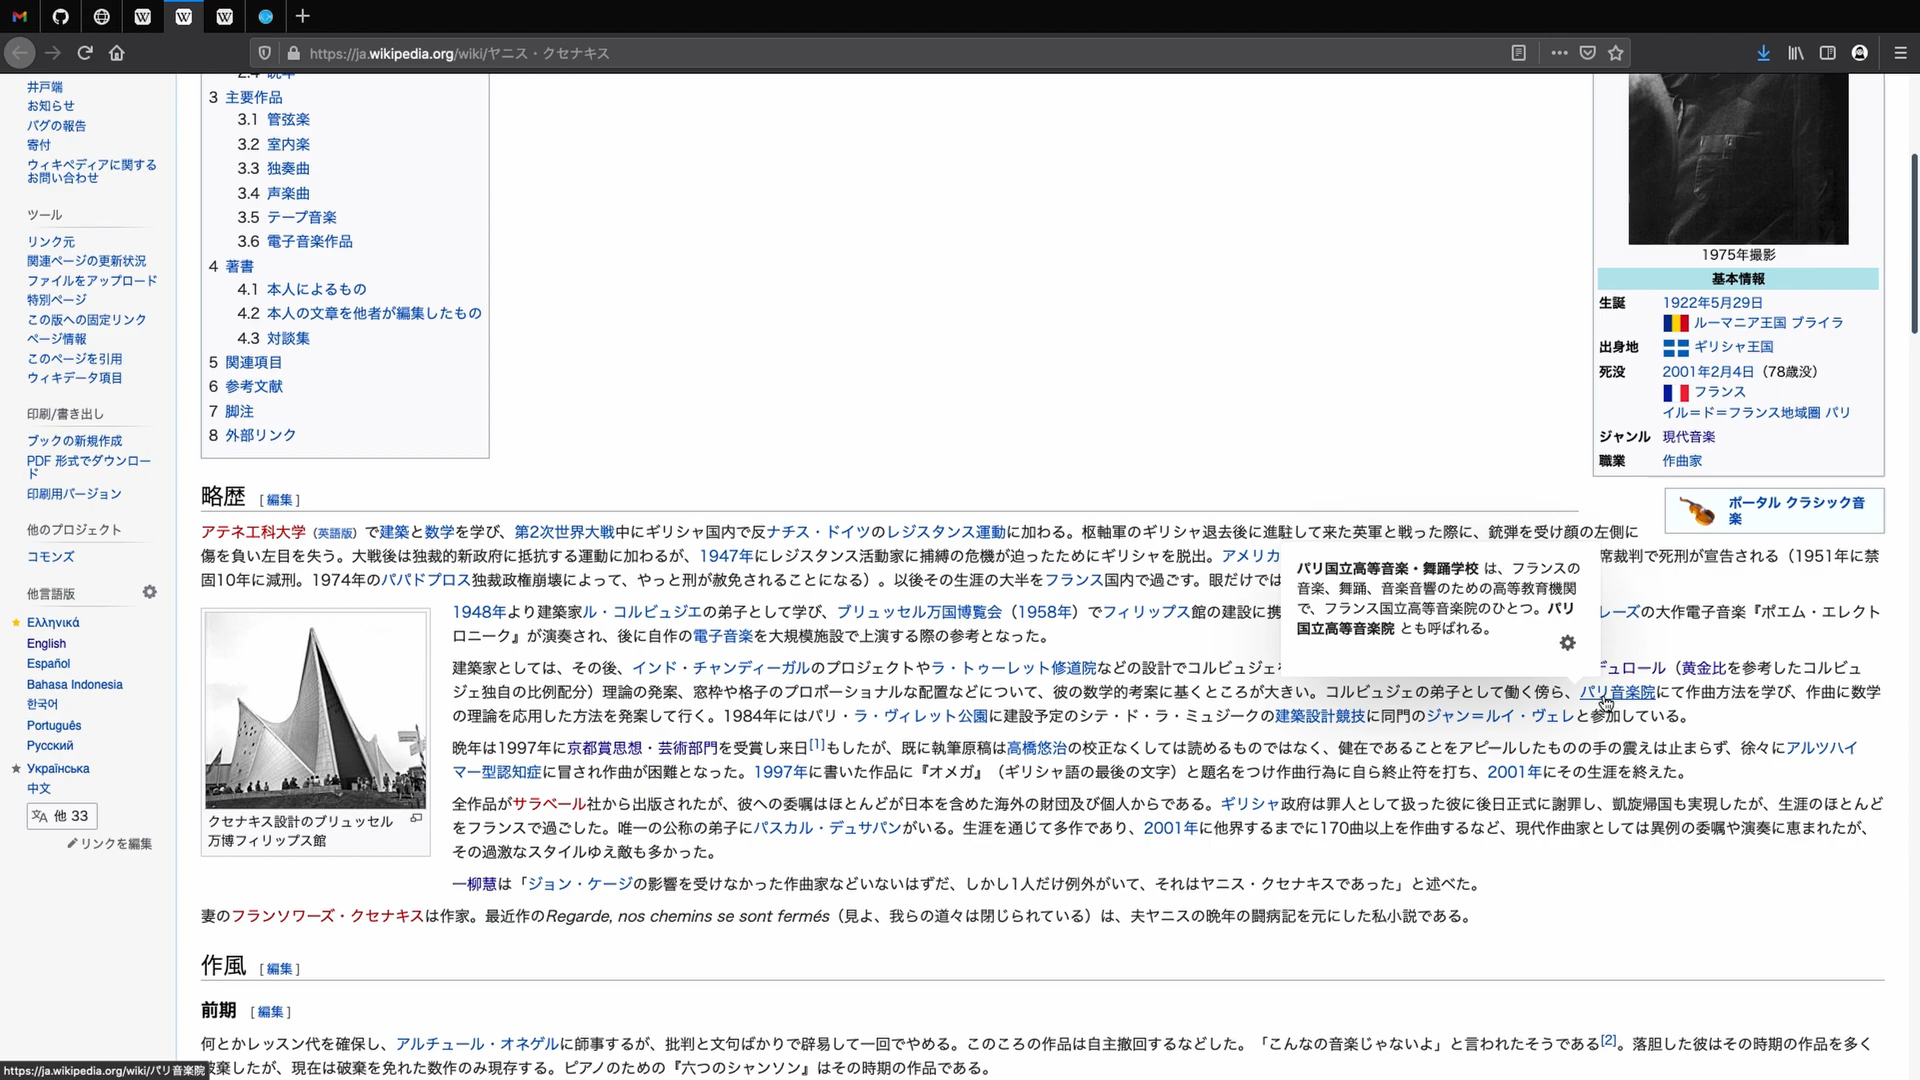 https://ja.wikipedia.org/wiki/ヤニス・クセナキス
井戸端
お知らせ
バグの報告
寄付
ウィキペディアに関する
お問い合わせ
ツール
リンク元
関連ページの更新状況
ファイルをアップロード
特別ページ
この版への固定リンク
ページ情報
このページを引用
ウィキデータ項目
印刷/書き出し
ブックの新規作成
PDF 形式でダウンロー
ド
印刷用バージョン
他のプロジェクト
コモンズ
他言語版
Ελληνικά
English
Español
Bahasa Indonesia
한국어
Português
Русский
Українська
中文
他 33
リンクを編集
2.4 晩年
3 主要作品
3.1 管弦楽
3.2 室内楽
3.3 独奏曲
3.4 声楽曲
3.5 テープ音楽
3.6 電子音楽作品
4 著書
4.1 本人によるもの
4.2 本人の文章を他者が編集したもの
4.3 対談集
5 関連項目
6 参考文献
7 脚注
8 外部リンク
1975年撮影
基本情報
生誕 1922年5月29日
ルーマニア王国 ブライラ
出身地 ギリシャ王国
死没 2001年2月4日（78歳没）
フランス
イル＝ド＝フランス地域圏 パリ
ジャンル 現代音楽
職業 作曲家
ポータル クラシック音
楽
略歴 [編集]
アテネ工科大学（英語版）で建築と数学を学び、第2次世界大戦中にギリシャ国内で反ナチス・ドイツのレジスタンス運動に加わる。枢軸軍のギリシャ退去後に進駐して来た英軍と戦った際に、銃弾を受け顔の左側に
傷を負い左目を失う。大戦後は独裁的新政府に抵抗する運動に加わるが、1947年にレジスタンス活動家に捕縛の危機が迫ったためにギリシャを脱出。アメリカ 席裁判で死刑が宣告される（1951年に禁
固10年に減刑。1974年のパパドプロス独裁政権崩壊によって、やっと刑が赦免されることになる）。以後その生涯の大半をフランス国内で過ごす。眼だけでは
パリ国立高等音楽・舞踊学校 は、フランスの
音楽、舞踊、音楽音響のための高等教育機関
で、フランス国立高等音楽院のひとつ。パリ
国立高等音楽院 とも呼ばれる。
クセナキス設計のブリュッセル
万博フィリップス館
1948年より建築家ル・コルビュジエの弟子として学び、ブリュッセル万国博覧会（1958年）でフィリップス館の建設に携 レーズの大作電子音楽『ポエム・エレクト
ロニーク』が演奏され、後に自作の電子音楽を大規模施設で上演する際の参考となった。
建築家としては、その後、インド・チャンディーガルのプロジェクトやラ・トゥーレット修道院などの設計でコルビュジェを デュロール（黄金比を参考したコルビュ
ジェ独自の比例配分）理論の発案、窓枠や格子のプロポーショナルな配置などについて、彼の数学的考案に基くところが大きい。コルビュジェの弟子として働く傍ら、パリ音楽院にて作曲方法を学び、作曲に数学
の理論を応用した方法を発案して行く。1984年にはパリ・ラ・ヴィレット公園に建設予定のシテ・ド・ラ・ミュジークの建築設計競技に同門のジャン＝ルイ・ヴェレと参加している。
晩年は1997年に京都賞思想・芸術部門を受賞し来日[1]もしたが、既に執筆原稿は高橋悠治の校正なくしては読めるものではなく、健在であることをアピールしたものの手の震えは止まらず、徐々にアルツハイ
マー型認知症に冒され作曲が困難となった。1997年に書いた作品に『オメガ』（ギリシャ語の最後の文字）と題名をつけ作曲行為に自ら終止符を打ち、2001年にその生涯を終えた。
全作品がサラベール社から出版されたが、彼への委嘱はほとんどが日本を含めた海外の財団及び個人からである。ギリシャ政府は罪人として扱った彼に後日正式に謝罪し、凱旋帰国も実現したが、生涯のほとんど
をフランスで過ごした。唯一の公称の弟子にパスカル・デュサパンがいる。生涯を通じて多作であり、2001年に他界するまでに170曲以上を作曲するなど、現代作曲家としては異例の委嘱や演奏に恵まれたが、
その過激なスタイルゆえ敵も多かった。
一柳慧は「ジョン・ケージの影響を受けなかった作曲家などいないはずだ、しかし1人だけ例外がいて、それはヤニス・クセナキスであった」と述べた。
妻のフランソワーズ・クセナキスは作家。最近作のRegarde, nos chemins se sont fermés（見よ、我らの道々は閉じられている）は、夫ヤニスの晩年の闘病記を元にした私小説である。
作風 [編集]
前期 [編集]
何とかレッスン代を確保し、アルチュール・オネゲルに師事するが、批判と文句ばかりで辟易して一回でやめる。このころの作品は自主撤回するなどした。「こんなの音楽じゃないよ」と言われたそうである[2]。落胆した彼はその時期の作品を多く
破棄したが、現在は破棄を免れた数作のみ現存する。ピアノのための『六つのシャンソン』はその時期の作品である。
https://ja.wikipedia.org/wiki/パリ音楽院